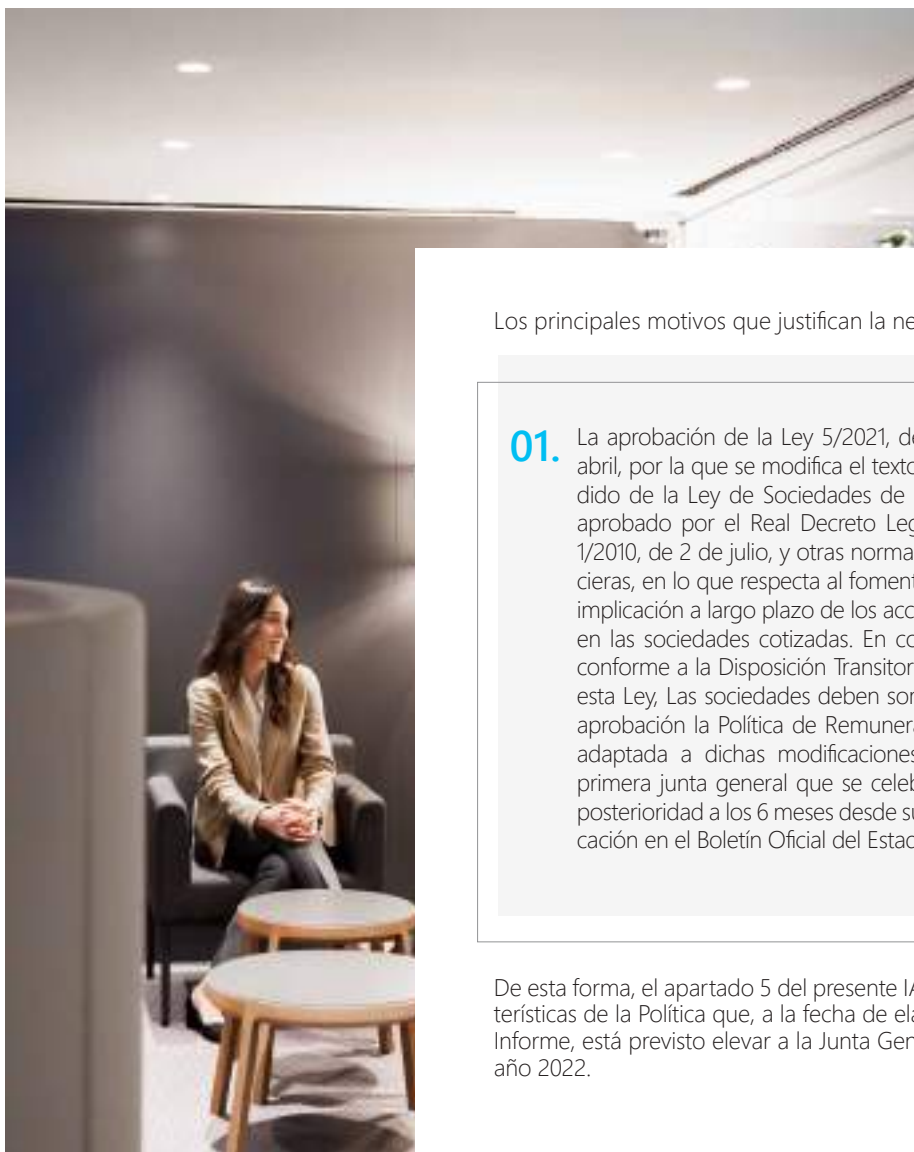 Los principales motivos que justifican la ne
01. La aprobación de la Ley 5/2021, de
abril, por la que se modifica el texto
dido de la Ley de Sociedades de
aprobado por el Real Decreto Leg
1/2010, de 2 de julio, y otras norma
cieras, en lo que respecta al foment
implicación a largo plazo de los acc
en las sociedades cotizadas. En co
conforme a la Disposición Transitor
esta Ley, Las sociedades deben som
aprobación la Política de Remunera
adaptada a dichas modificaciones
primera junta general que se celeb
posterioridad a los 6 meses desde su
cación en el Boletín Oficial del Estad
De esta forma, el apartado 5 del presente IA
terísticas de la Política que, a la fecha de ela
Informe, está previsto elevar a la Junta Gen
año 2022.